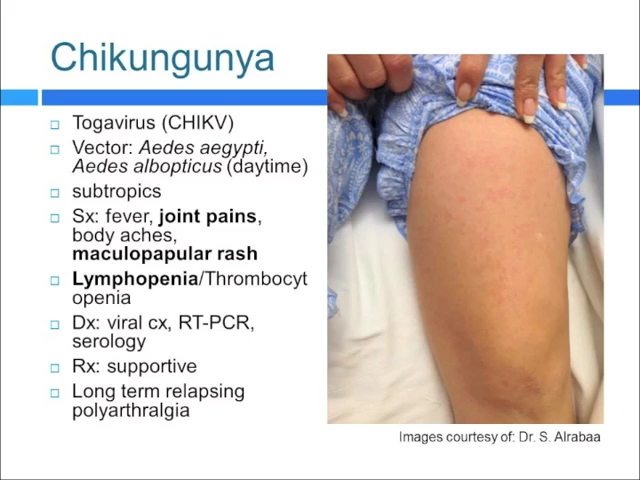 Chikungunya
Togavirus (CHIKV)
Vector: Aedes aegypti,
Aedes albopticus (daytime)
subtropics
Sx: fever, joint pains,
body aches,
maculopapular rash
Lymphopenia/Thrombocyt
openia
Dx: viral cx, RT-PCR,
serology
Rx: supportive
Long term relapsing
polyarthralgia
Images courtesy of: Dr. S. Alrabaa